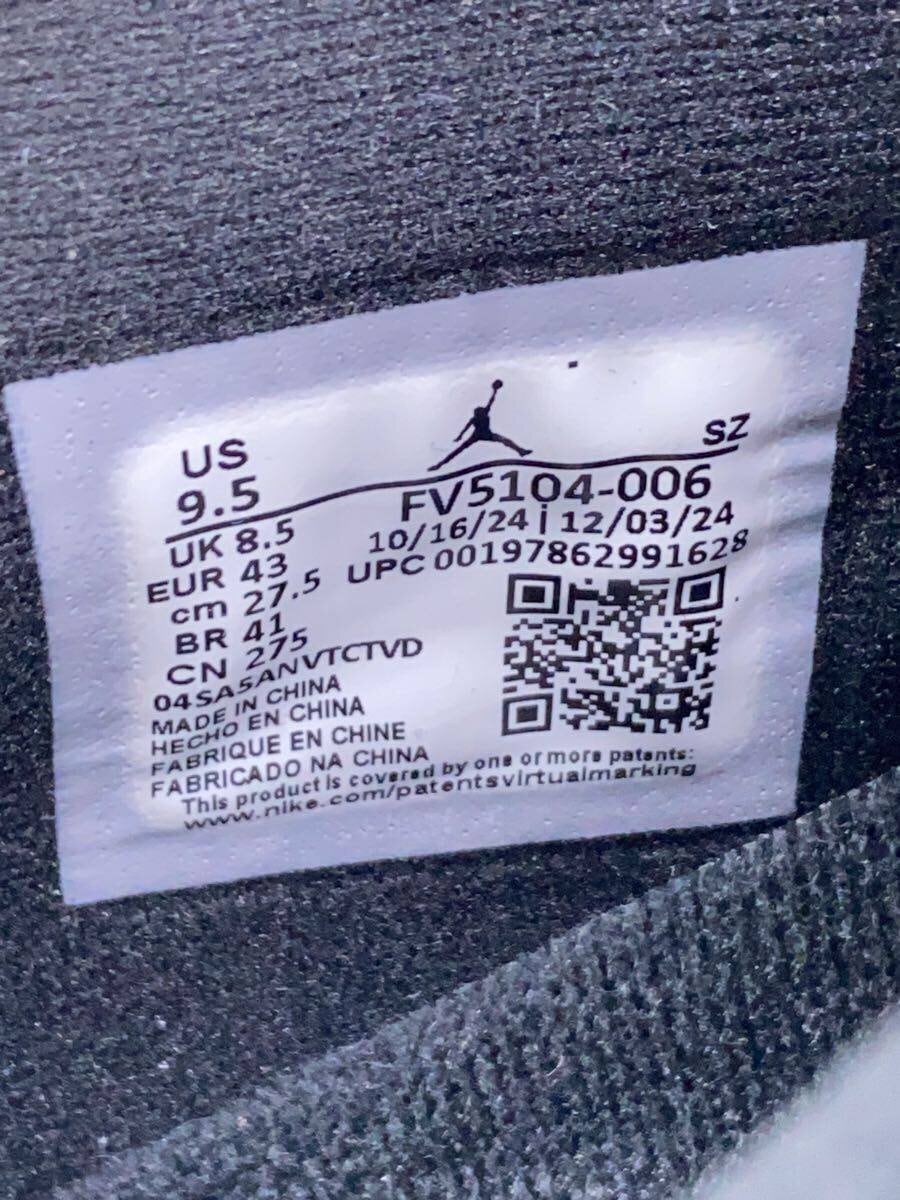 US
9.5
SZ
FV5104-006
10/16/24 | 12/03/24
UPC 00197862991628
UK 8.5
EUR 43
cm 27.5
BR 41
CN 275
04SA5ANVTCTVD
MADE IN CHINA
HECHO EN CHINA
FABRIQUE EN CHINE
FABRICADO NA CHINA
This product is covered by one or more patents:
www.nike.com/patentsvirtualmarking